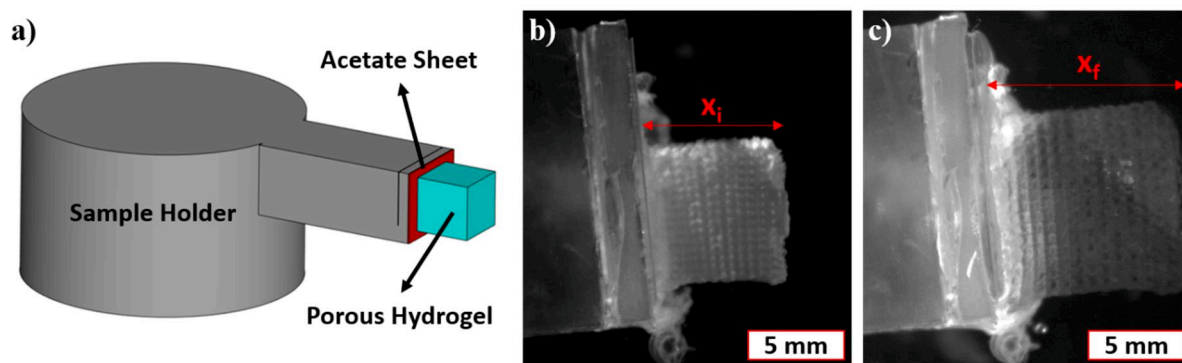 a)
Acetate Sheet
Sample Holder
Porous Hydrogel
b)
xi
5 mm
c)
xf
5 mm